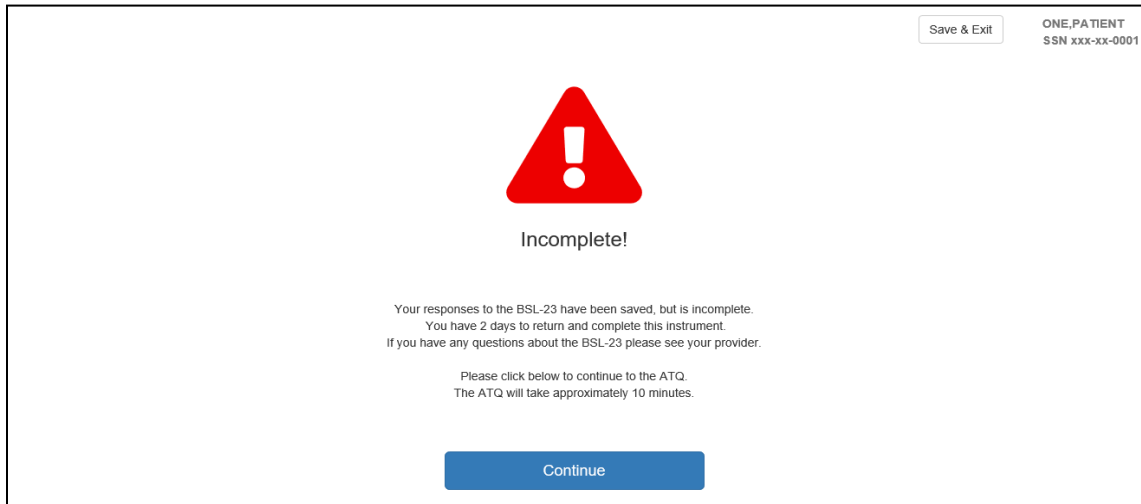 Save & Exit
ONE,PATIENT
SSN xxx-xx-0001
Incomplete!
Your responses to the BSL-23 have been saved, but is incomplete.
You have 2 days to return and complete this instrument.
If you have any questions about the BSL-23 please see your provider.
Please click below to continue to the ATQ.
The ATQ will take approximately 10 minutes.
Continue